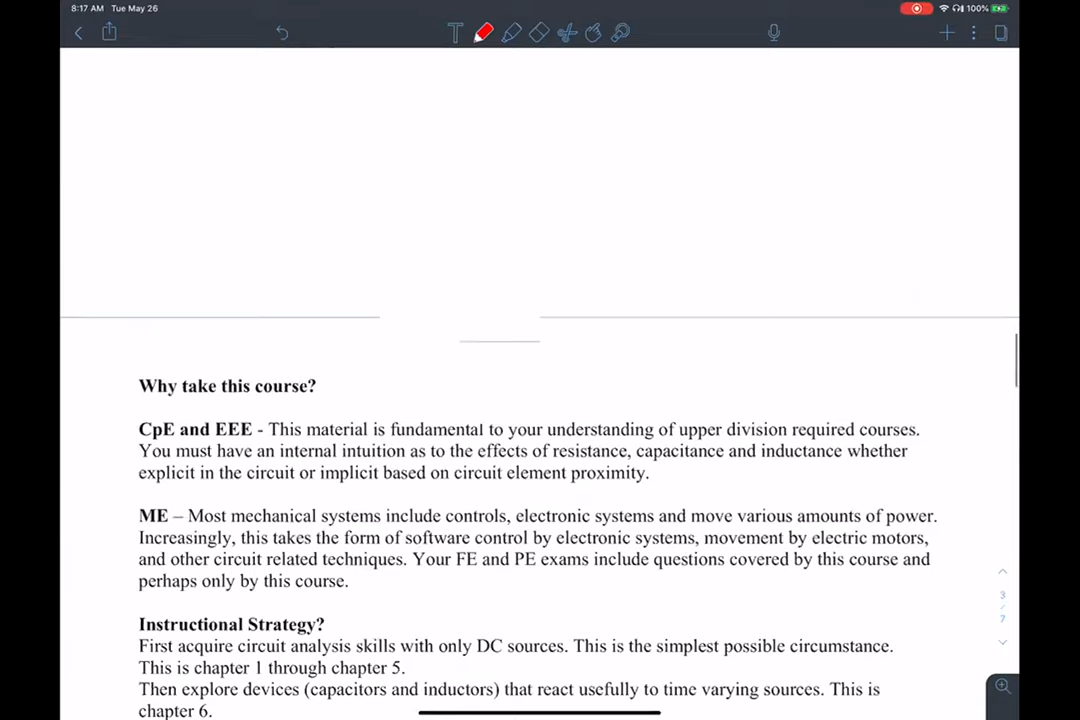 8:17 AM Tue May 26
100%
Why take this course?
CpE and EEE - This material is fundamental to your understanding of upper division required courses.
You must have an internal intuition as to the effects of resistance, capacitance and inductance whether
explicit in the circuit or implicit based on circuit element proximity.
ME – Most mechanical systems include controls, electronic systems and move various amounts of power.
Increasingly, this takes the form of software control by electronic systems, movement by electric motors,
and other circuit related techniques. Your FE and PE exams include questions covered by this course and
perhaps only by this course.
3
/
7
Instructional Strategy?
First acquire circuit analysis skills with only DC sources. This is the simplest possible circumstance.
This is chapter 1 through chapter 5.
Then explore devices (capacitors and inductors) that react usefully to time varying sources. This is
chapter 6.